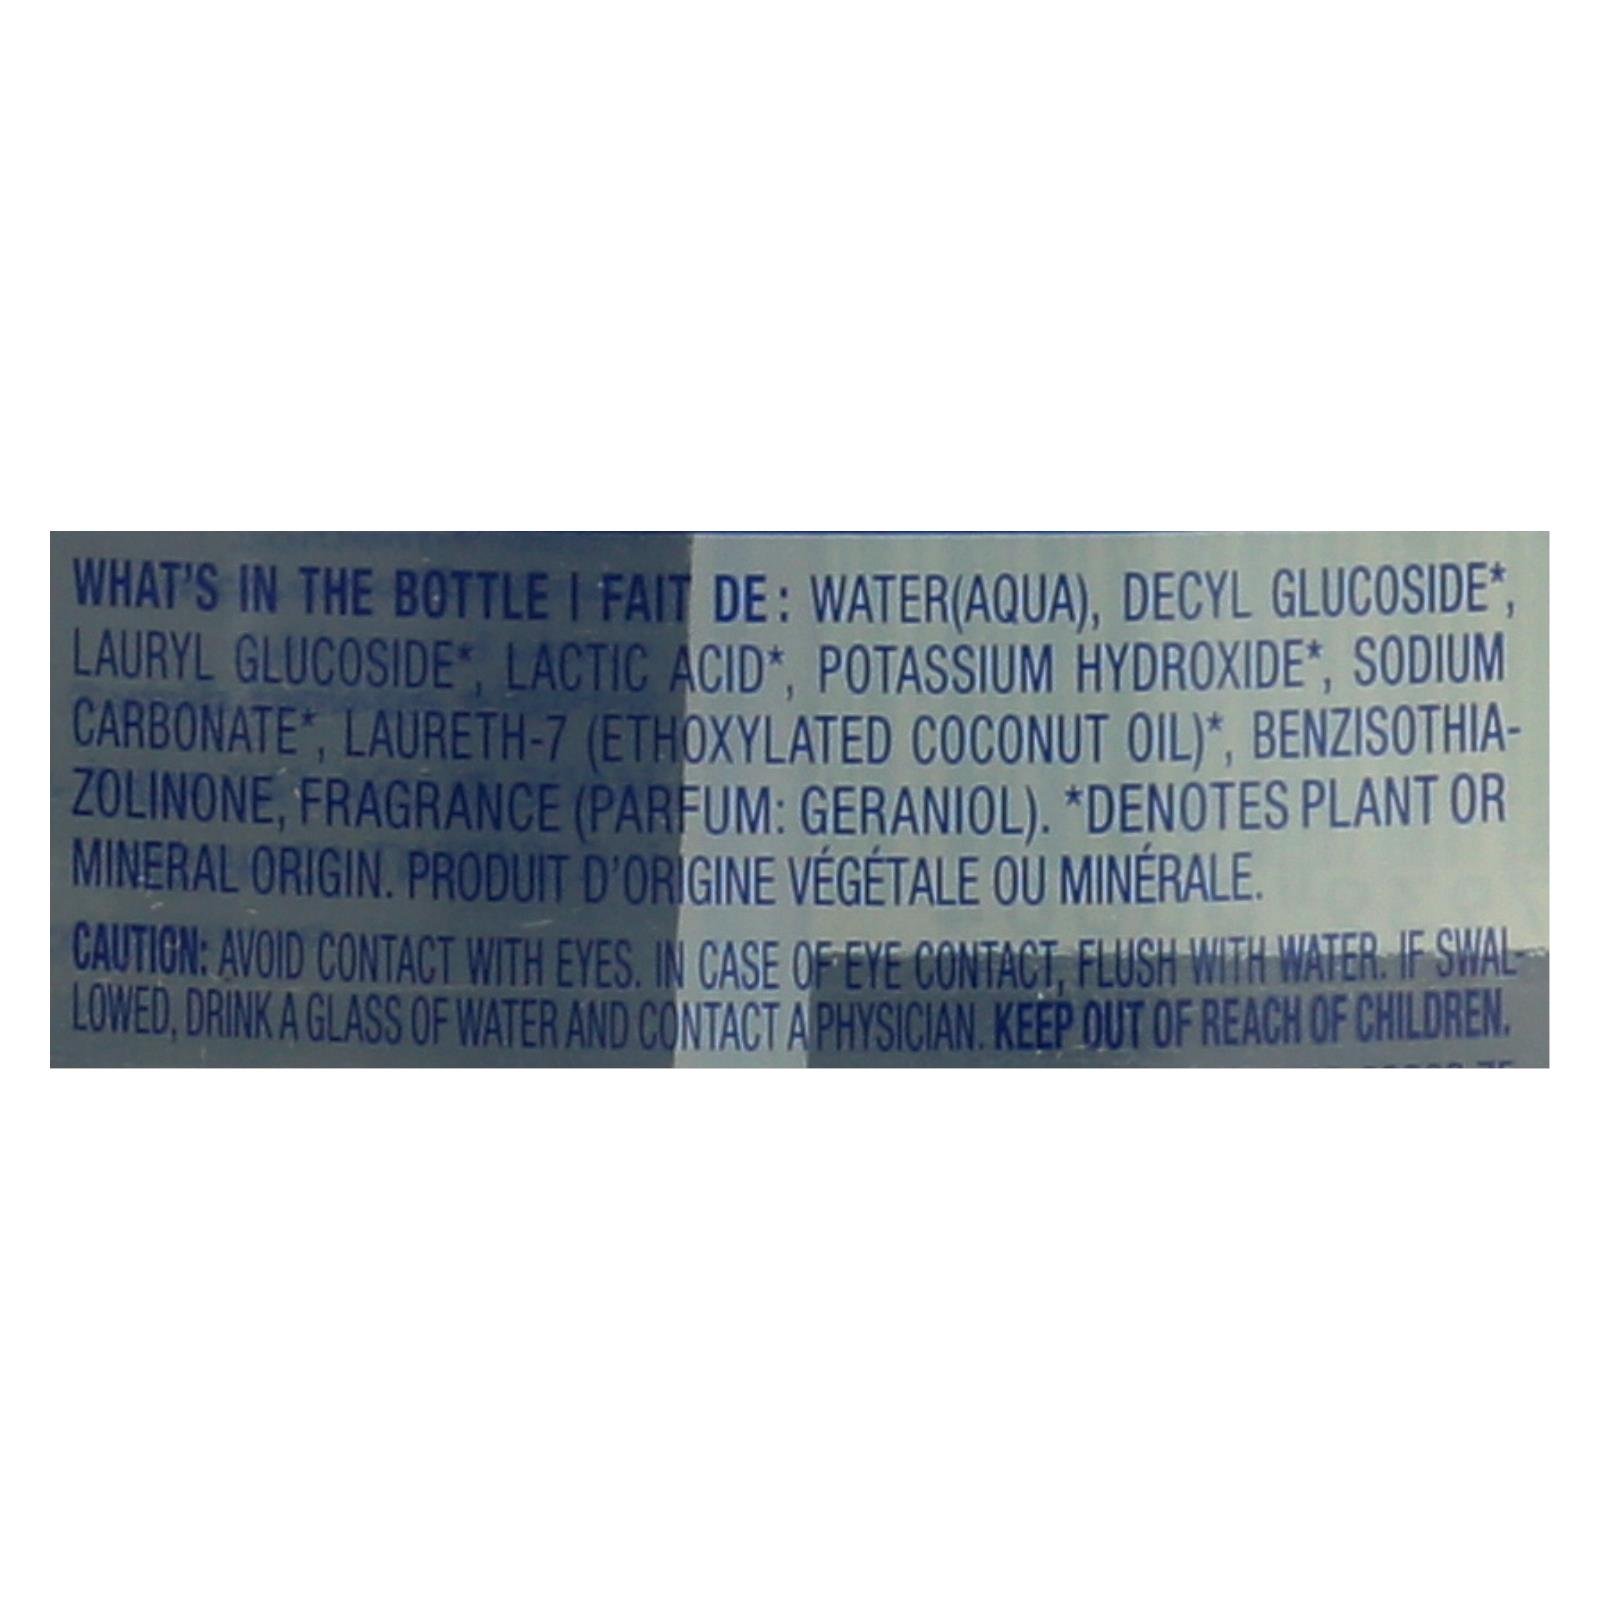 WHAT'S IN THE BOTTLE | FAIT DE : WATER(AQUA), DECYL GLUCOSIDE*,
LAURYL GLUCOSIDE*, LACTIC ACID*, POTASSIUM HYDROXIDE*, SODIUM
CARBONATE*, LAURETH-7 (ETHOXYLATED COCONUT OIL)*, BENZISOTHIA-
ZOLINONE, FRAGRANCE (PARFUM: GERANIOL). *DENOTES PLANT OR
MINERAL ORIGIN. PRODUIT D'ORIGINE VÉGÉTALE OU MINÉRALE.
CAUTION: AVOID CONTACT WITH EYES. IN CASE OF EYE CONTACT, FLUSH WITH WATER. IF SWAL-
LOWED, DRINK A GLASS OF WATER AND CONTACT A PHYSICIAN. KEEP OUT OF REACH OF CHILDREN.